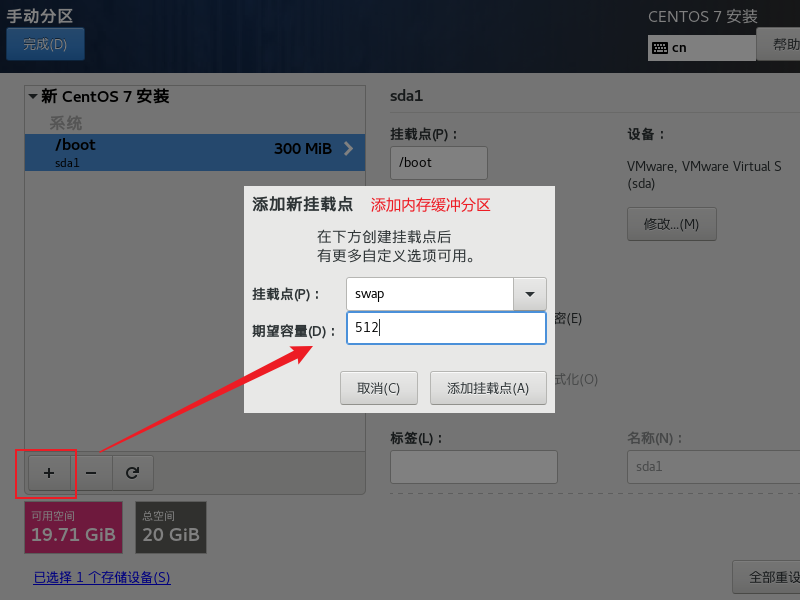 手动分区
CENTOS 7 安装
完成(D)
cn
帮助
新 CentOS 7 安装
系统
/boot
300 MiB
sda1
sda1
挂载点(P)：
/boot
设备：
VMware, VMware Virtual S
(sda)
修改...(M)
添加新挂载点
添加内存缓冲分区
在下方创建挂载点后
有更多自定义选项可用。
挂载点(P)：
swap
期望容量(D)：
512
取消(C)
添加挂载点(A)
密(E)
式化(O)
标签(L)：
名称(N)：
sda1
可用空间
19.71 GiB
总空间
20 GiB
已选择 1 个存储设备(S)
全部重设